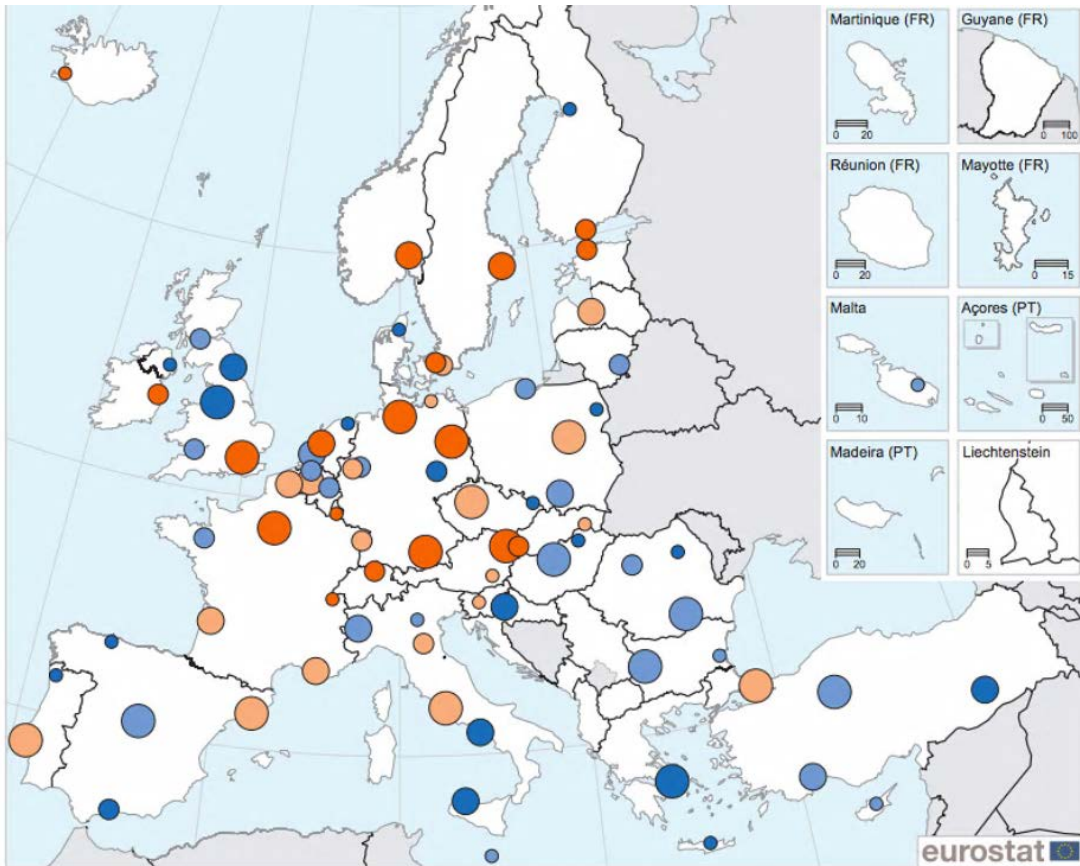 Martinique (FR)
0 20
Guyane (FR)
0 100
Réunion (FR)
0 20
Mayotte (FR)
0 15
Malta
0 10
Açores (PT)
0 50
Madeira (PT)
0 20
Liechtenstein
0 5
eurostat